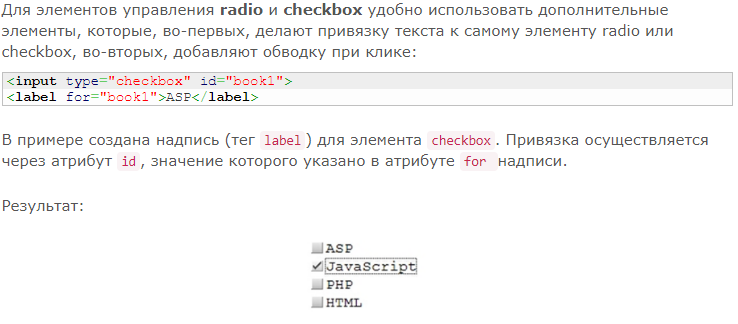 Для элементов управления radio и checkbox удобно использовать дополнительные
элементы, которые, во-первых, делают привязку текста к самому элементу radio или
checkbox, во-вторых, добавляют обводку при клике:
<input type="checkbox" id="book1">
<label for="book1">ASP</label>
В примере создана надпись (тег label) для элемента checkbox. Привязка осуществляется
через атрибут id, значение которого указано в атрибуте for надписи.
Результат:
ASP
JavaScript
PHP
HTML